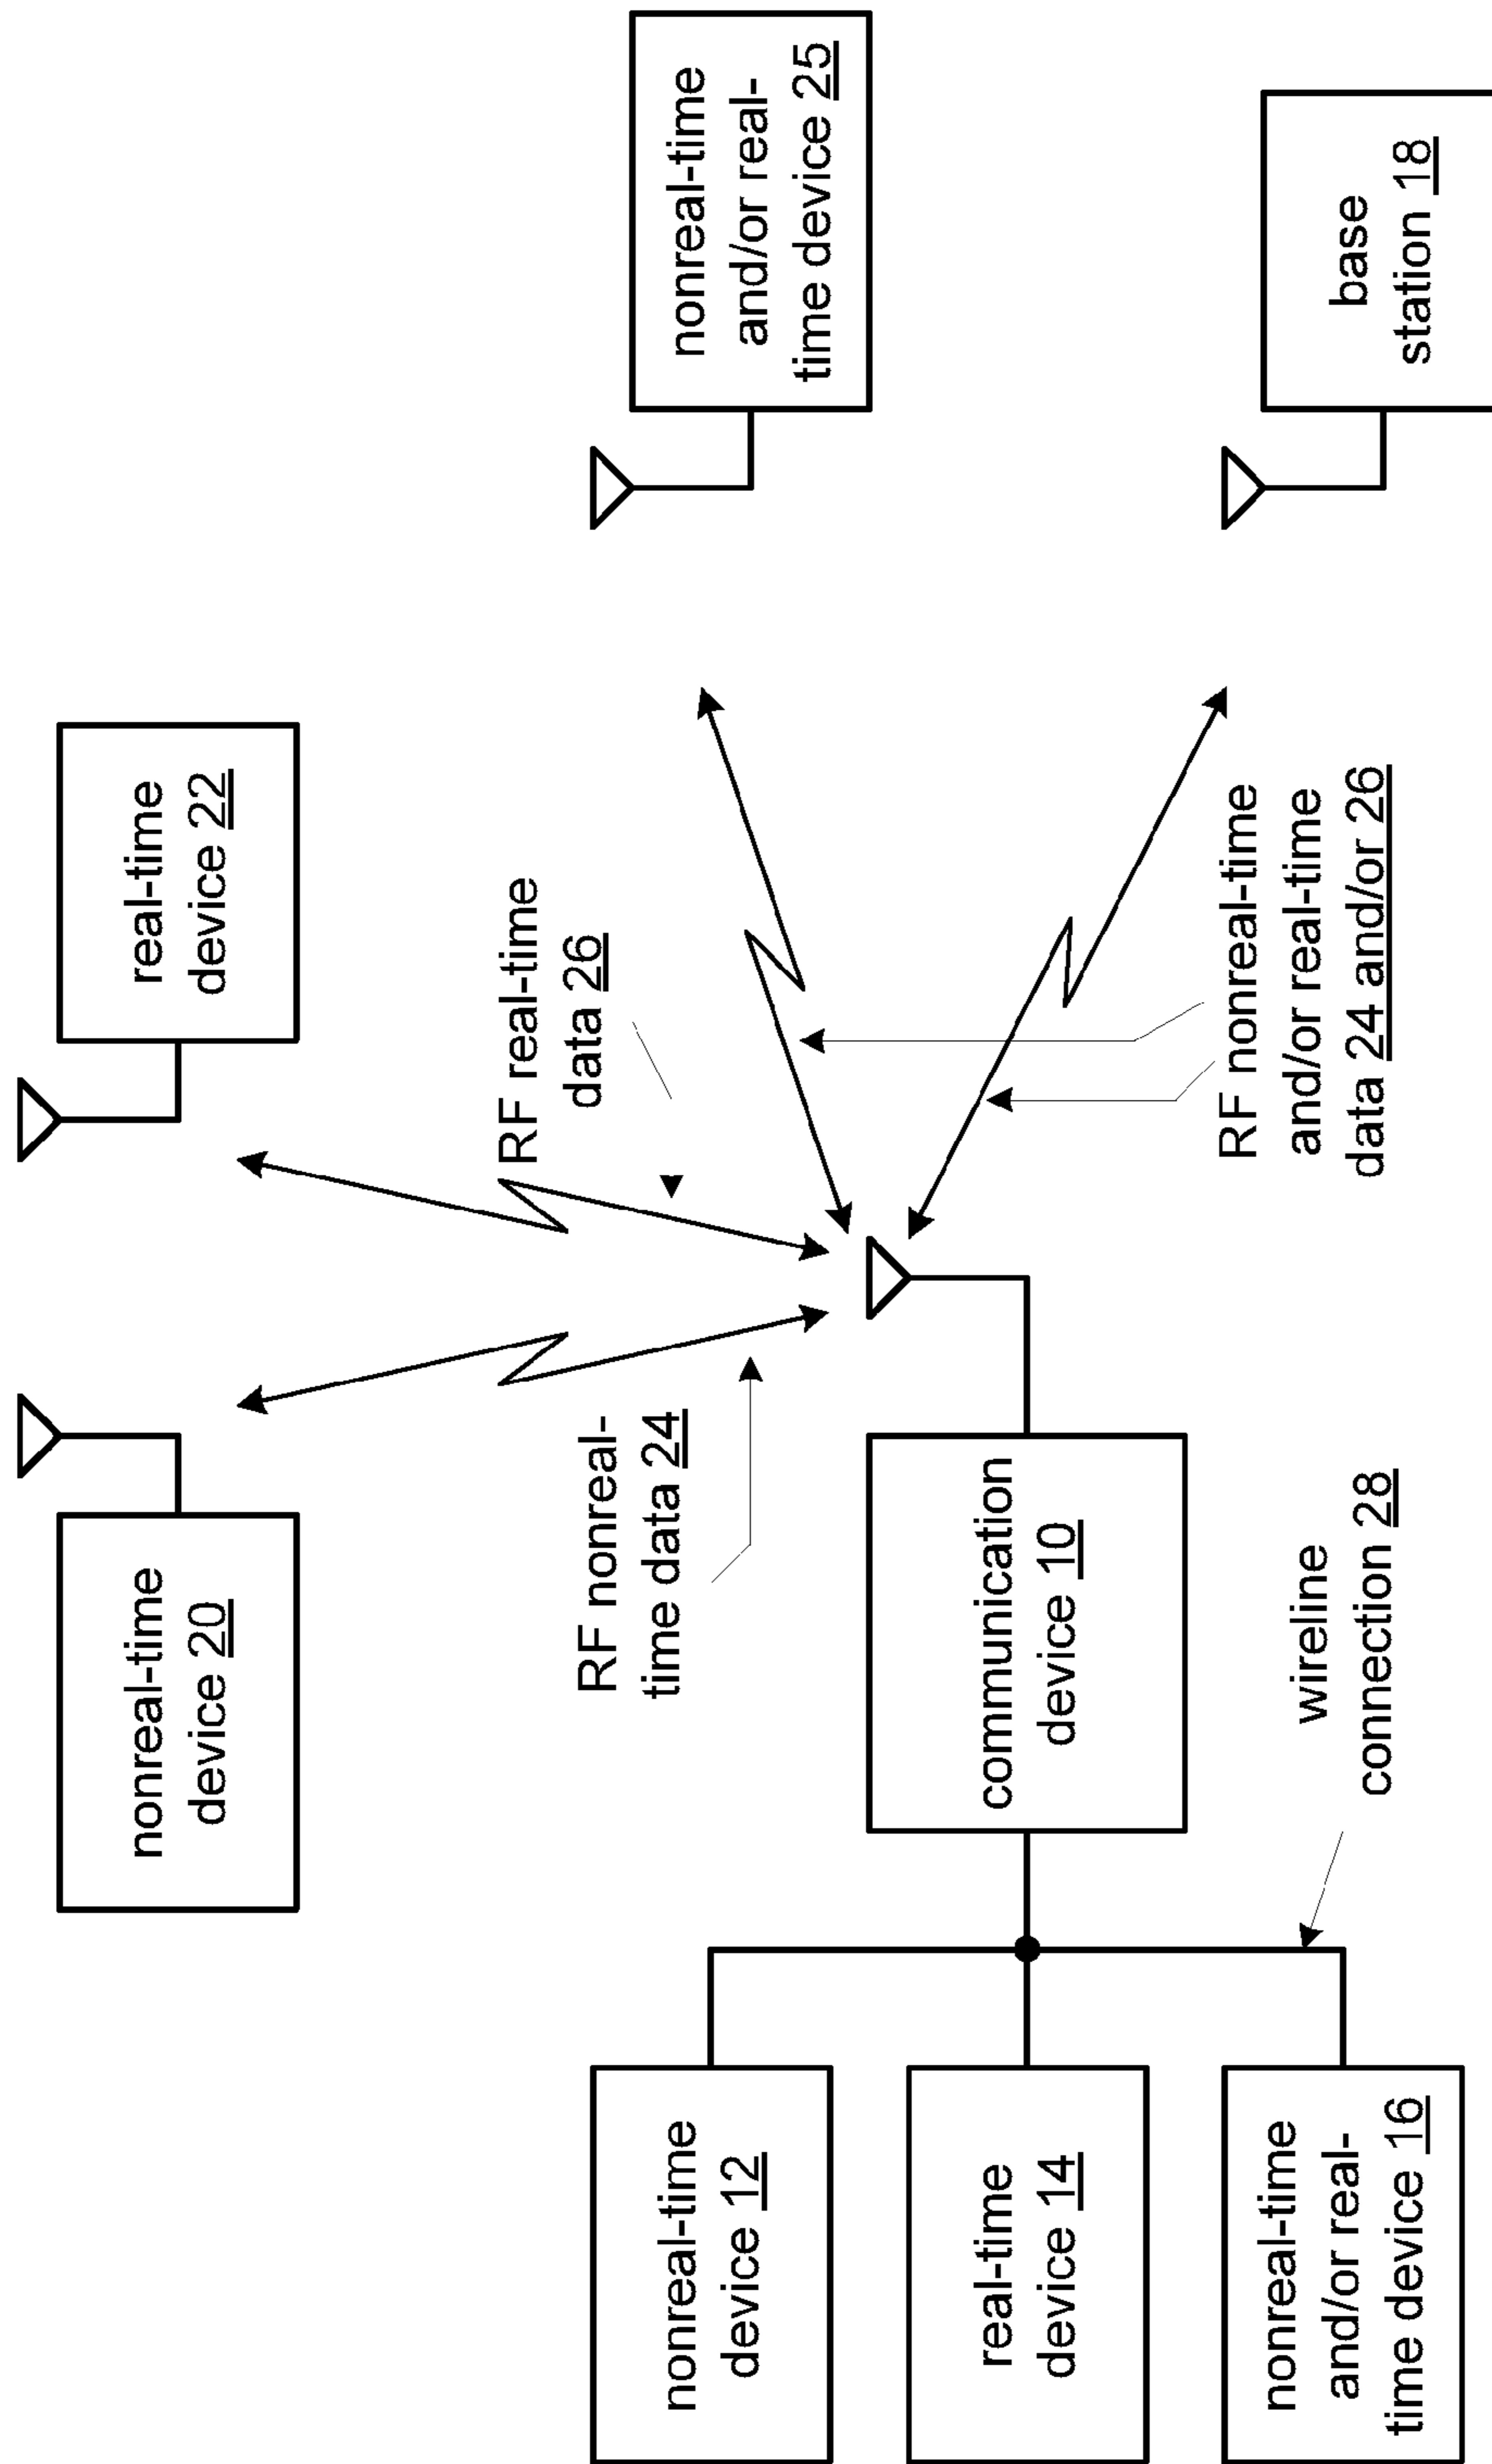 nonreal-time
device 20
real-time
device 22
RF real-time
data 26
RF nonreal-
time data 24
nonreal-time
device 12
real-time
device 14
nonreal-time
and/or real-
time device 16
communication
device 10
wireline
connection 28
RF nonreal-time
and/or real-time
data 24 and/or 26
nonreal-time
and/or real-
time device 25
base
station 18